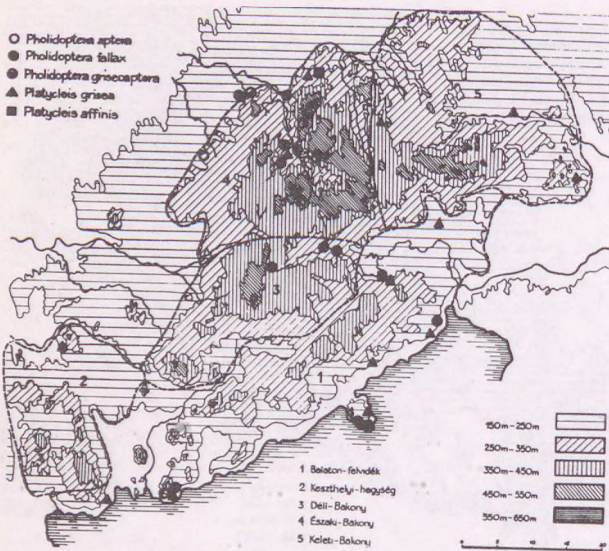 Pholidoptera aptera
Pholidoptera fallax
Pholidoptera griseoaptera
Platycleis grisea
Platycleis affinis
5
4
3
2
1
1 Balaton-felvidék
2 Keszthelyi-hegység
3 Déli-Bakony
4 Északi-Bakony
5 Keleti-Bakony
150m-250m
250m-350m
350m-450m
450m-550m
550m-650m